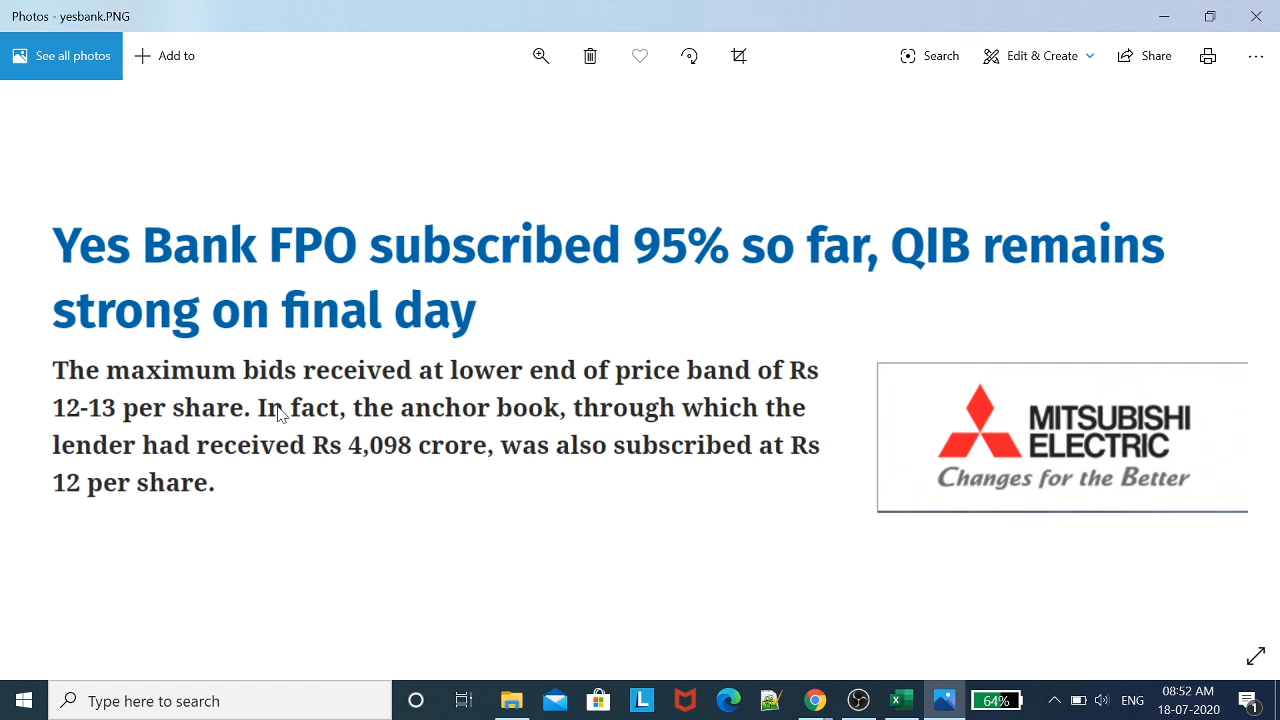 Photos - yesbank.PNG
See all photos
Add to
Search
Edit & Create
Share
Yes Bank FPO subscribed 95% so far, QIB remains
strong on final day
The maximum bids received at lower end of price band of Rs
12-13 per share. In fact, the anchor book, through which the
lender had received Rs 4,098 crore, was also subscribed at Rs
12 per share.
MITSUBISHI
ELECTRIC
Changes for the Better
Type here to search
L
64%
ENG
08:52 AM
18-07-2020
1